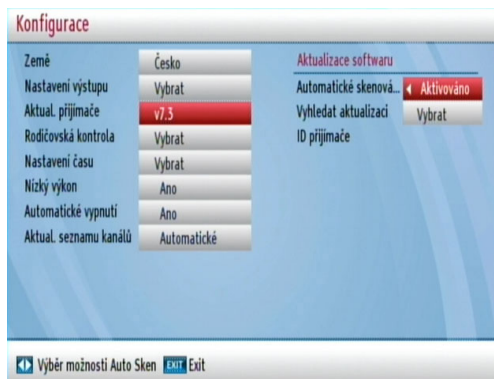 Konfigurace
Země Česko
Nastavení výstupu Vybrat
Aktual. přijímače v7.3
Rodičovská kontrola Vybrat
Nastavení času Vybrat
Nízký výkon Ano
Automatické vypnutí Ano
Aktual. seznamu kanálů Automatické
Aktualizace softwaru
Automatické skenová... Aktivováno
Vyhledat aktualizaci Vybrat
ID přijímače
Výběr možnosti Auto Sken EXIT Exit